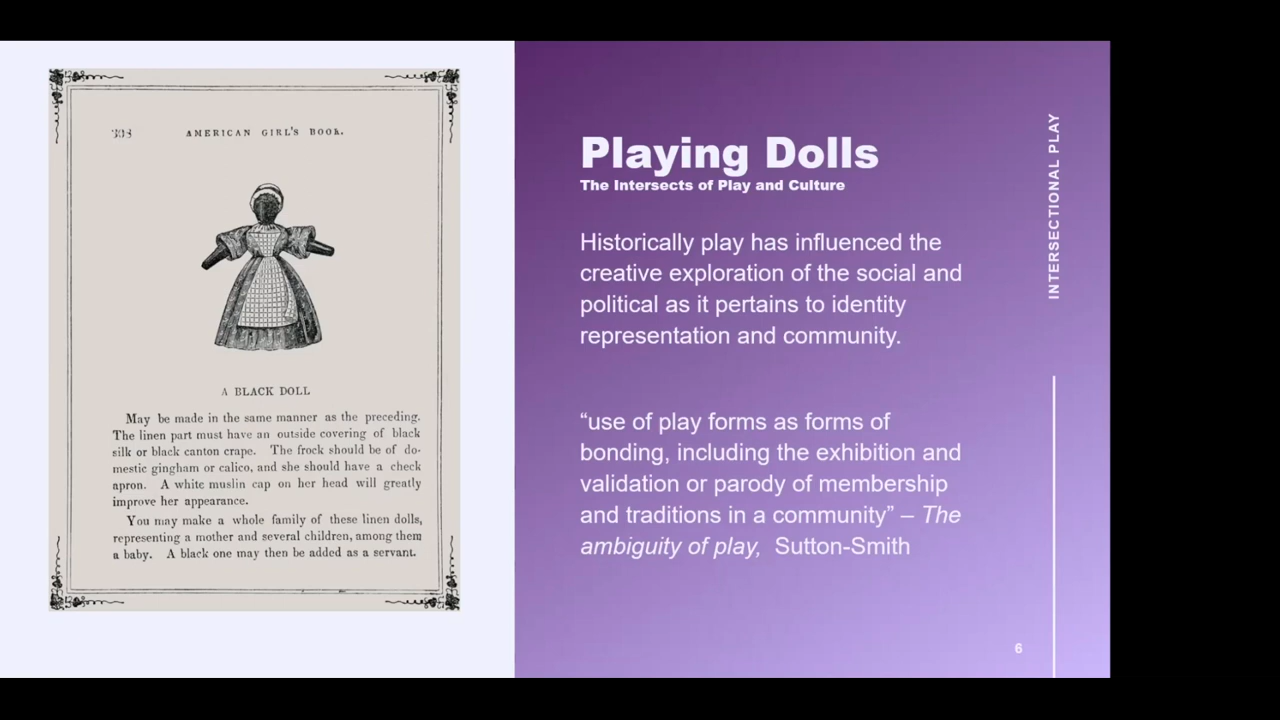 308 AMERICAN GIRL'S BOOK.
A BLACK DOLL
May be made in the same manner as the preceding.
The linen part must have an outside covering of black
silk or black canton crape. The frock should be of do-
mestic gingham or calico, and she should have a check
apron. A white muslin cap on her head will greatly
improve her appearance.
You may make a whole family of these linen dolls,
representing a mother and several children, among them
a baby. A black one may then be added as a servant.
Playing Dolls
The Intersects of Play and Culture
Historically play has influenced the
creative exploration of the social and
political as it pertains to identity
representation and community.
“use of play forms as forms of
bonding, including the exhibition and
validation or parody of membership
and traditions in a community” – The
ambiguity of play, Sutton-Smith
INTERSECTIONAL PLAY
6